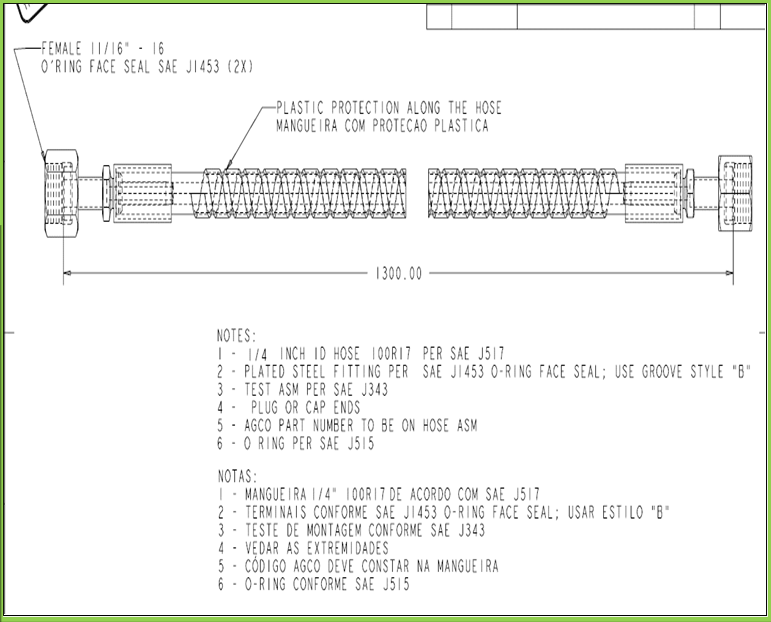 FEMALE 11/16" - 16
O'RING FACE SEAL SAE J1453 (2X)
PLASTIC PROTECTION ALONG THE HOSE
MANGUEIRA COM PROTECAO PLASTICA
1300.00
NOTES:
1 - 1/4 INCH ID HOSE 100R17 PER SAE J517
2 - PLATED STEEL FITTING PER SAE J1453 O-RING FACE SEAL; USE GROOVE STYLE "B"
3 - TEST ASM PER SAE J343
4 - PLUG OR CAP ENDS
5 - AGCO PART NUMBER TO BE ON HOSE ASM
6 - O RING PER SAE J515
NOTAS:
1 - MANGUEIRA 1/4" 100R17 DE ACORDO COM SAE J517
2 - TERMINAIS CONFORME SAE J1453 O-RING FACE SEAL; USAR ESTILO "B"
3 - TESTE DE MONTAGEM CONFORME SAE J343
4 - VEDAR AS EXTREMIDADES
5 - CÓDIGO AGCO DEVE CONSTAR NA MANGUEIRA
6 - O-RING CONFORME SAE J515